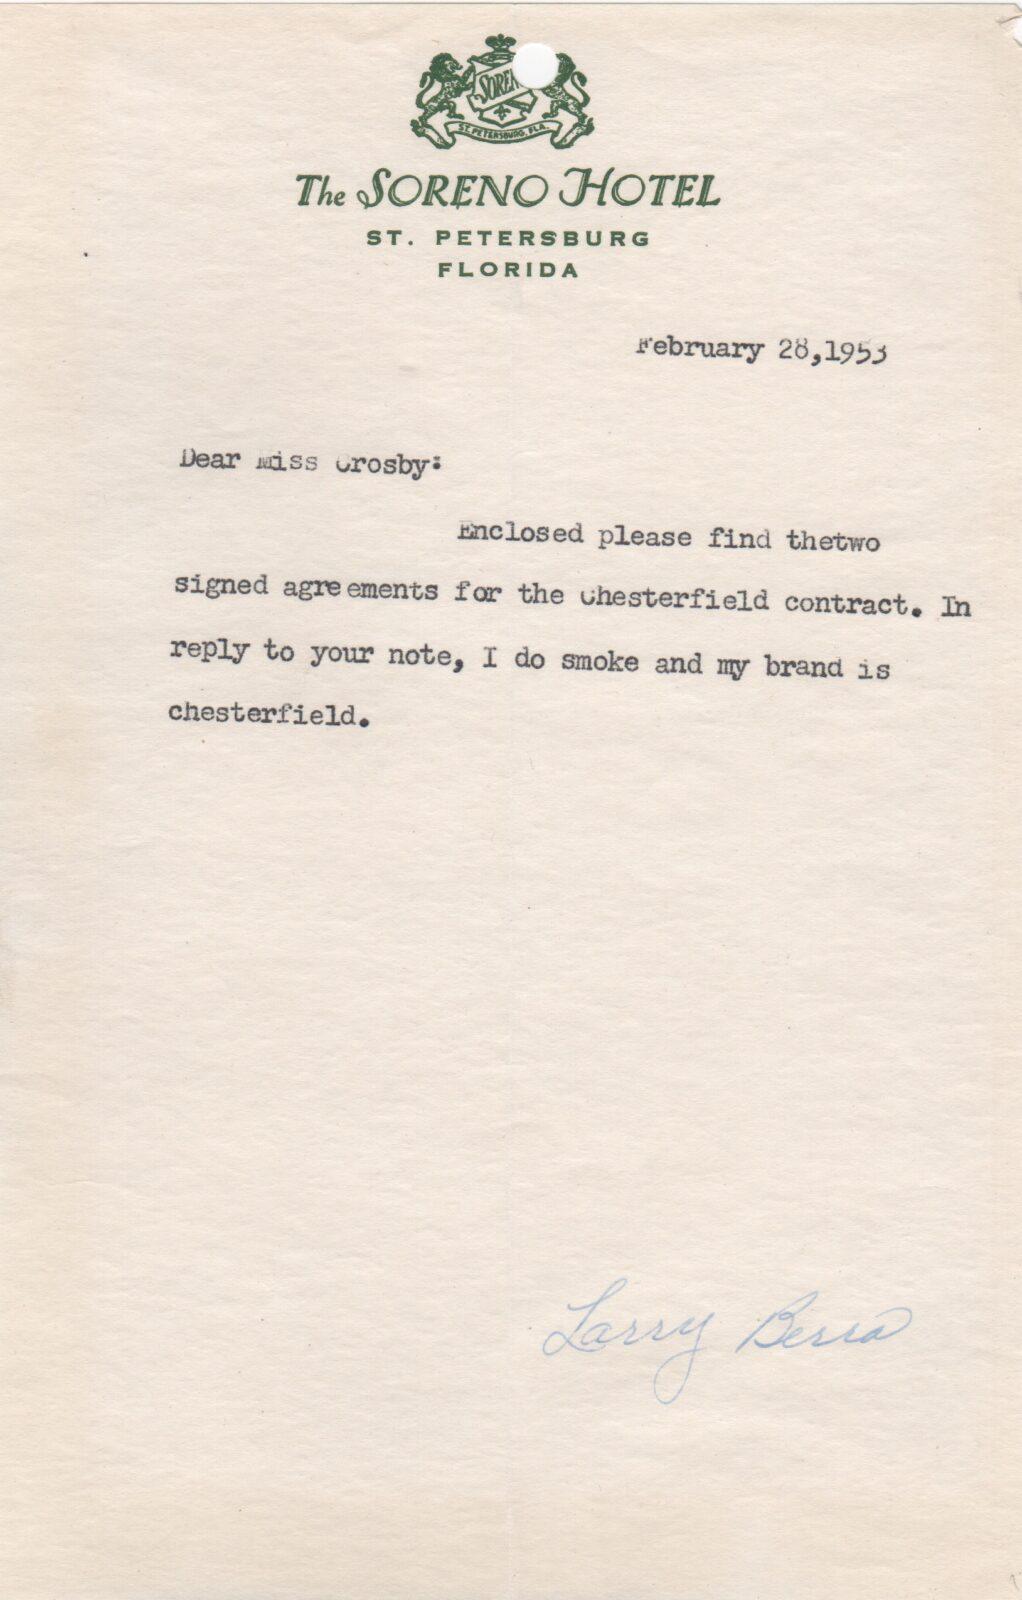 SOREN
ST. PETERSBURG, FLA.
The SORENO HOTEL
ST. PETERSBURG
FLORIDA
February 28,1953
Dear Miss Crosby:
Enclosed please find thetwo
signed agreements for the Chesterfield contract. In
reply to your note, I do smoke and my brand is
chesterfield.
Larry Berra